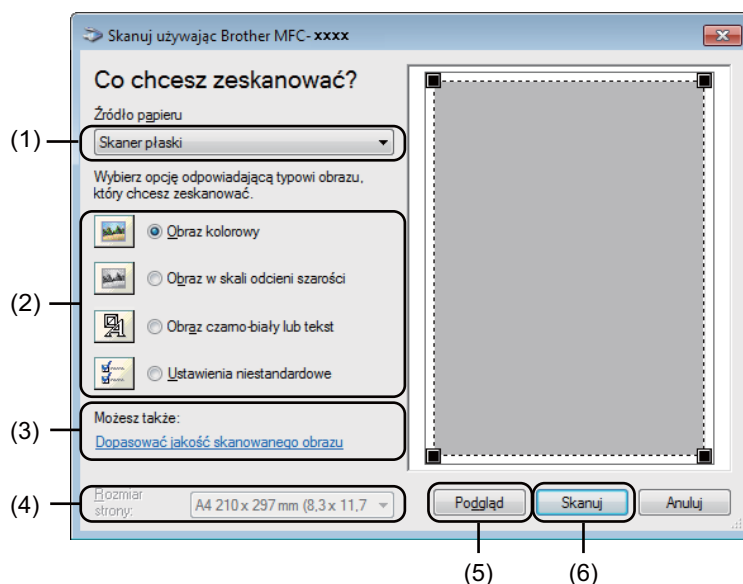 Skanuj używając Brother MFC-xxxx
Co chcesz zeskanować?
Źródło papieru
(1)
Skaner płaski
Wybierz opcję odpowiadającą typowi obrazu,
który chcesz zeskanować.
(2)
Obraz kolorowy
Obraz w skali odcieni szarości
Obraz czarno-biały lub tekst
Ustawienia niestandardowe
(3)
Możesz także:
Dopasować jakość skanowanego obrazu
(4)
Rozmiar
strony:
A4 210 x 297 mm (8,3 x 11,7
Podgląd
Skanuj
Anuluj
(5)
(6)